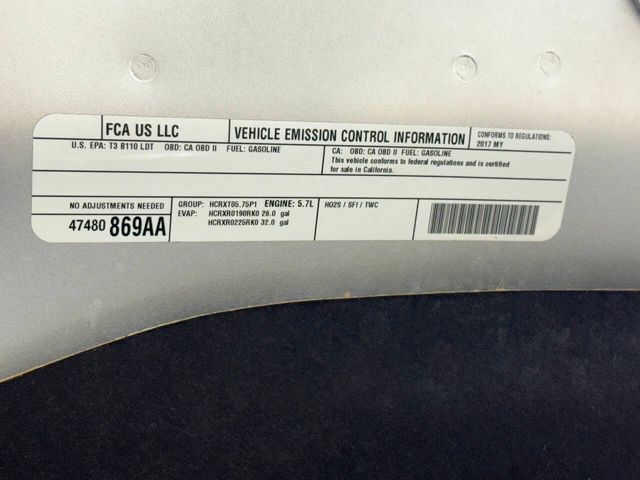 FCA US LLC
VEHICLE EMISSION CONTROL INFORMATION
CONFORMS TO REGULATIONS:
2017 MY
U.S. EPA: T3 B110 LDT OBD: CA OBD II FUEL: GASOLINE
CA: OBD: CA OBD II FUEL: GASOLINE
This vehicle conforms to federal regulations and is certified
for sale in California.
NO ADJUSTMENTS NEEDED
47480 869AA
GROUP: HCRXT05.75P1 ENGINE: 5.7L
EVAP: HCRXR0190RK0 26.0 gal
HCRXR0225RK0 32.0 gal
HO2S / SFI / TWC